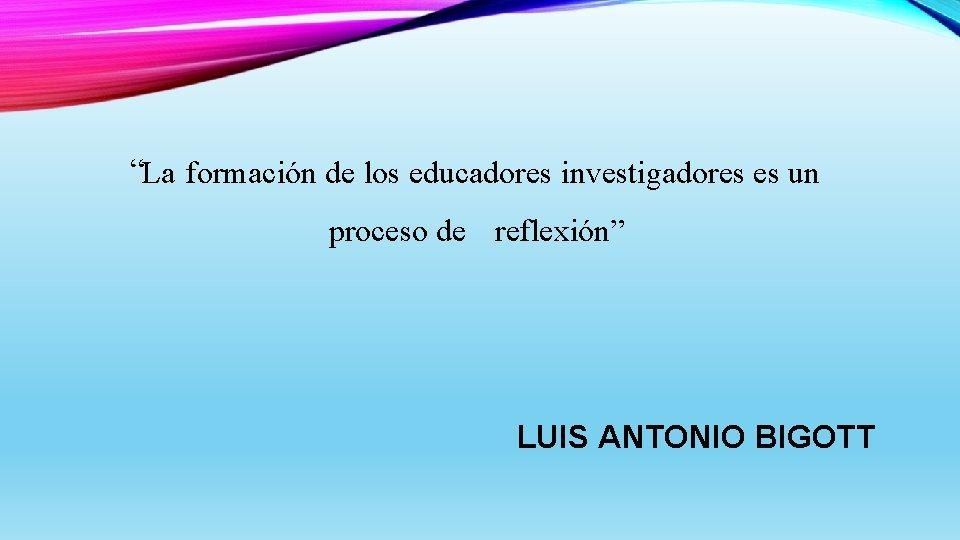 “La formación de los educadores investigadores es un
proceso de reflexión”
LUIS ANTONIO BIGOTT